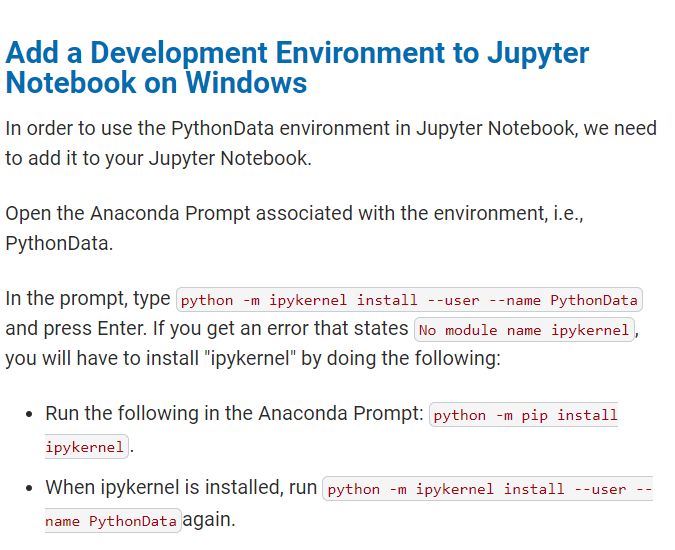 Add a Development Environment to Jupyter
Notebook on Windows
In order to use the PythonData environment in Jupyter Notebook, we need
to add it to your Jupyter Notebook.
Open the Anaconda Prompt associated with the environment, i.e.,
PythonData.
In the prompt, type python -m ipykernel install --user --name PythonData
and press Enter. If you get an error that states No module name ipykernel,
you will have to install "ipykernel" by doing the following:
• Run the following in the Anaconda Prompt: python -m pip install
ipykernel.
• When ipykernel is installed, run python -m ipykernel install --user --
name PythonData again.